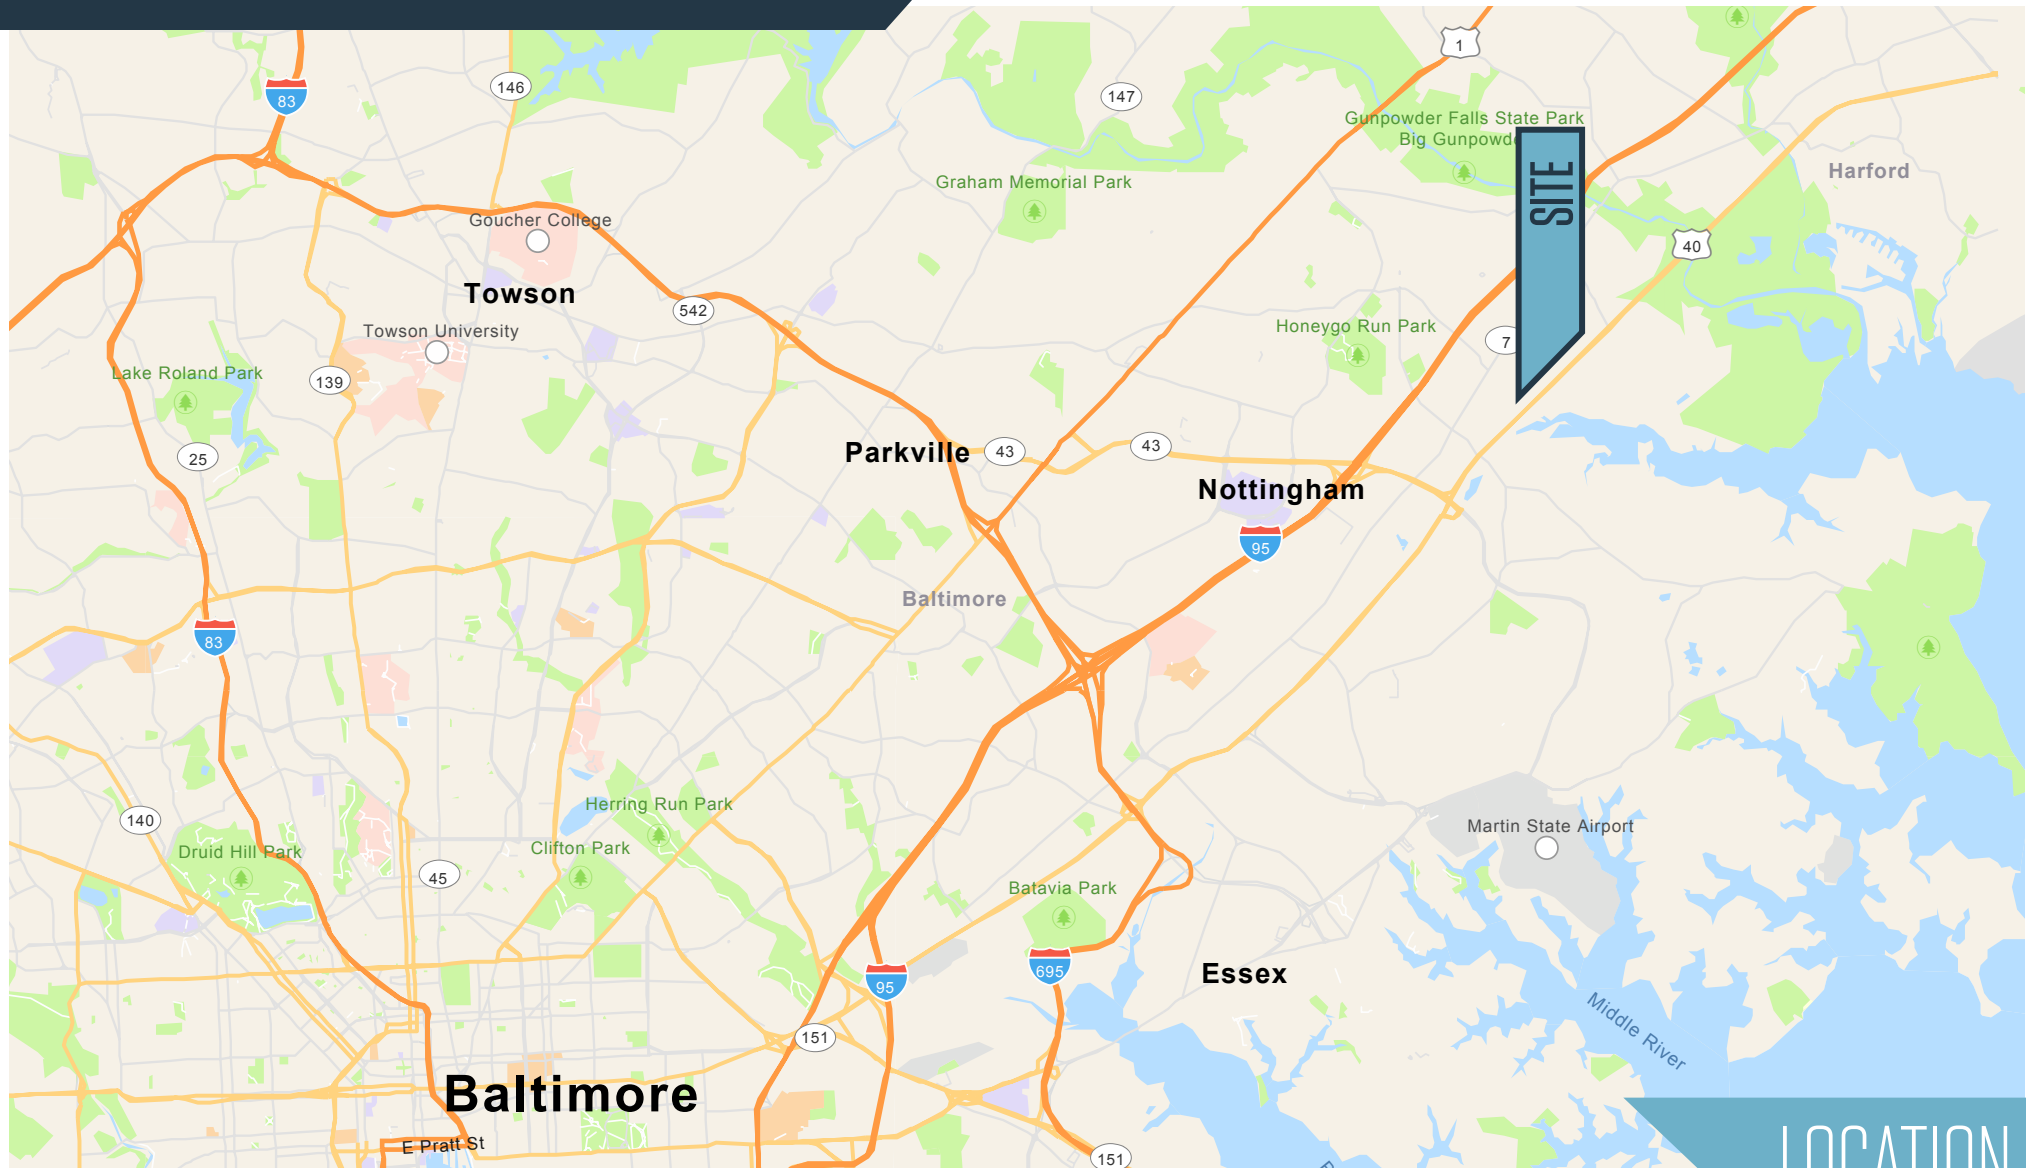 1
83
146
147
Gunpowder Falls State Park
Big Gunpowde
SITE
Harford
Graham Memorial Park
Goucher College
40
Towson
542
Towson University
Honeygo Run Park
7
Lake Roland Park
139
Parkville
43
43
25
Nottingham
95
Baltimore
83
Herring Run Park
140
Martin State Airport
Druid Hill Park
Clifton Park
45
Batavia Park
695
Essex
95
Middle River
151
Baltimore
E Pratt St
151
LOCATION